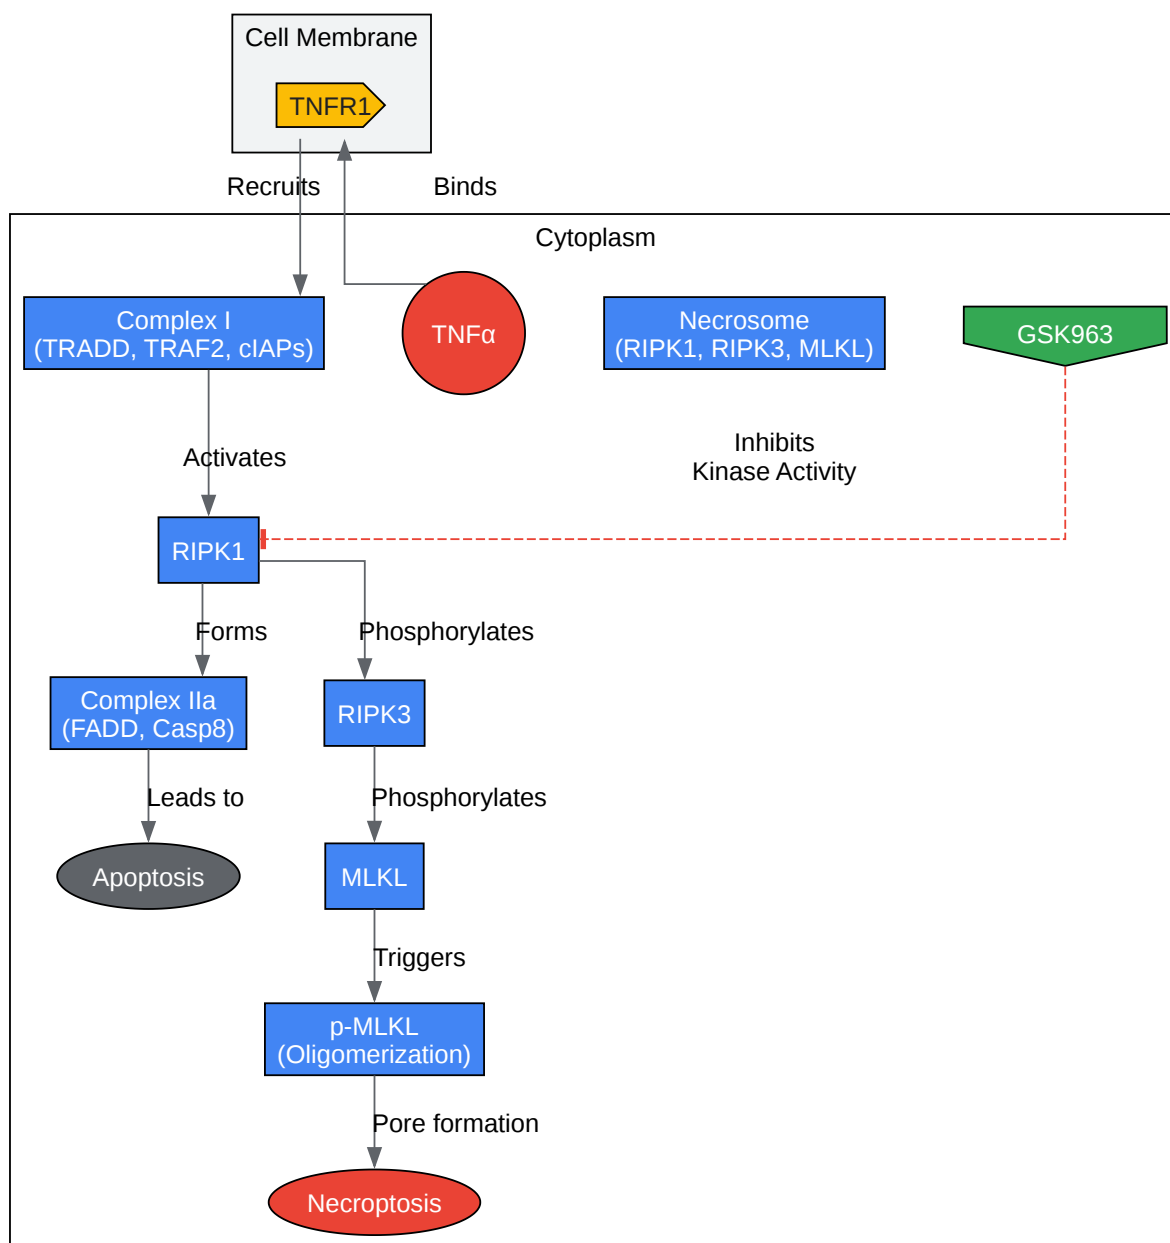 Cell Membrane
TNFR1
Recruits
Binds
Cytoplasm
Complex I
(TRADD, TRAF2, cIAPs)
TNFα
Necrosome
(RIPK1, RIPK3, MLKL)
GSK963
Activates
Inhibits
Kinase Activity
RIPK1
Forms
Phosphorylates
Complex IIa
(FADD, Casp8)
RIPK3
Leads to
Phosphorylates
Apoptosis
MLKL
Triggers
p-MLKL
(Oligomerization)
Pore formation
Necroptosis